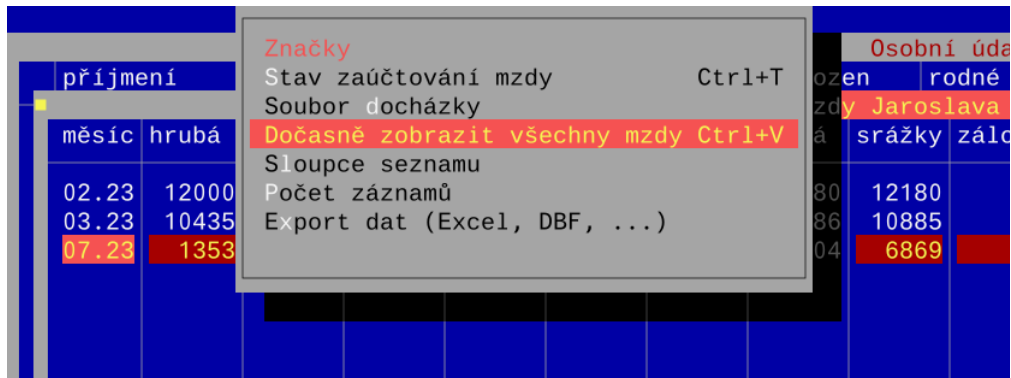 Značky
Osobní úda
příjmení
Stav zaúčtování mzdy Ctrl+T
ozen
rodné
Soubor docházky
zdy Jaroslava
měsíc
hrubá
Dočasně zobrazit všechny mzdy Ctrl+V
á
srážky
zálo
Sloupce seznamu
02.23
12000
Počet záznamů
80
12180
03.23
10435
Export dat (Excel, DBF, ...)
86
10885
07.23
1353
04
6869